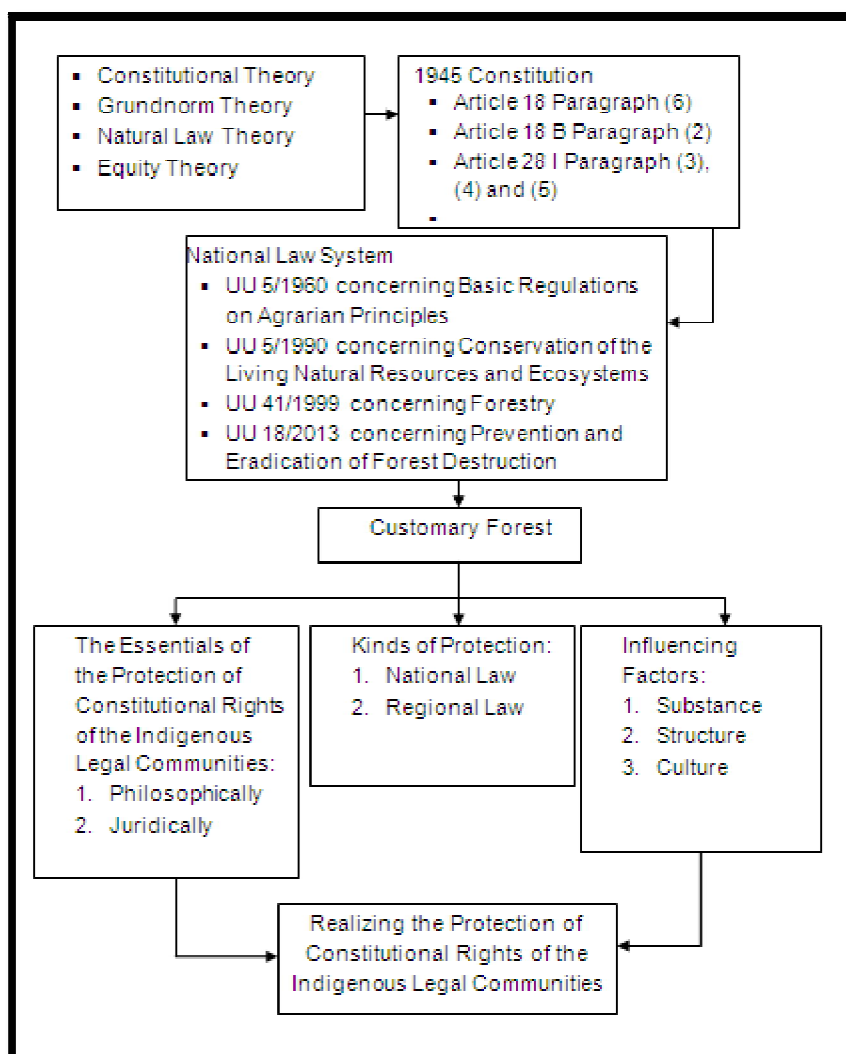 ▪ Constitutional Theory
▪ Grundnorm Theory
▪ Natural Law Theory
▪ Equity Theory
1945 Constitution
▪ Article 18 Paragraph (6)
▪ Article 18 B Paragraph (2)
▪ Article 28 I Paragraph (3),
(4) and (5)
▪
National Law System
▪ UU 5/1960 concerning Basic Regulations
on Agrarian Principles
▪ UU 5/1990 concerning Conservation of the
Living Natural Resources and Ecosystems
▪ UU 41/1999 concerning Forestry
▪ UU 18/2013 concerning Prevention and
Eradication of Forest Destruction
Customary Forest
The Essentials of
the Protection of
Constitutional Rights
of the Indigenous
Legal Communities:
1. Philosophically
2. Juridically
Kinds of Protection:
1. National Law
2. Regional Law
Influencing
Factors:
1. Substance
2. Structure
3. Culture
Realizing the Protection of
Constitutional Rights of the
Indigenous Legal Communities